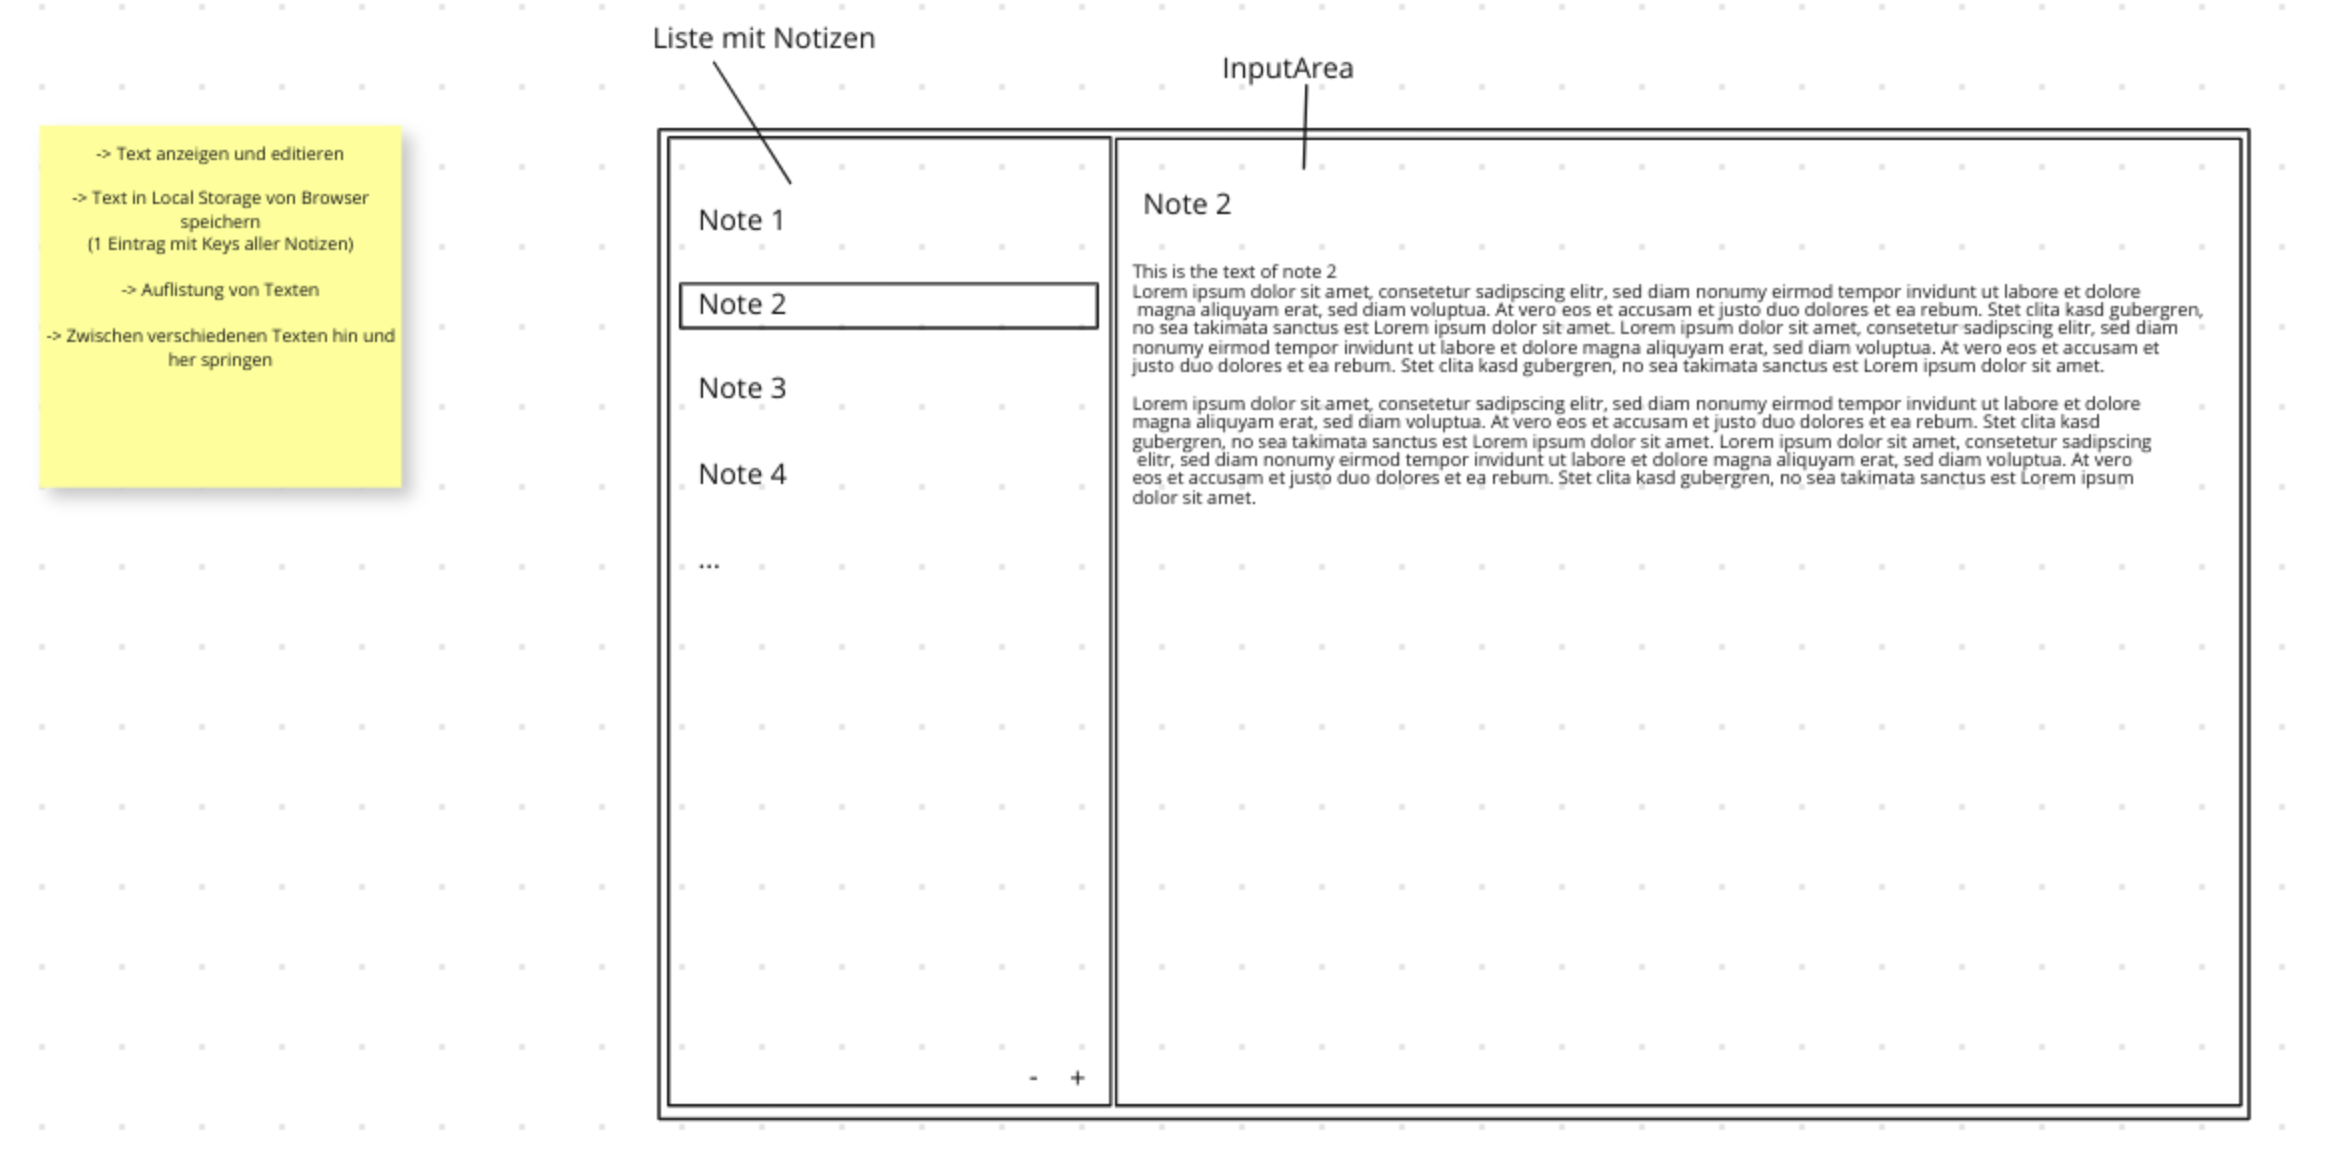 Liste mit Notizen
InputArea
-> Text anzeigen und editieren
-> Text in Local Storage von Browser
speichern
(1 Eintrag mit Keys aller Notizen)
-> Auflistung von Texten
-> Zwischen verschiedenen Texten hin und
her springen
Note 1
Note 2
Note 3
Note 4
...
- +
Note 2
This is the text of note 2
Lorem ipsum dolor sit amet, consetetur sadipscing elitr, sed diam nonumy eirmod tempor invidunt ut labore et dolore
magna aliquyam erat, sed diam voluptua. At vero eos et accusam et justo duo dolores et ea rebum. Stet clita kasd gubergren,
no sea takimata sanctus est Lorem ipsum dolor sit amet. Lorem ipsum dolor sit amet, consetetur sadipscing elitr, sed diam
nonumy eirmod tempor invidunt ut labore et dolore magna aliquyam erat, sed diam voluptua. At vero eos et accusam et
justo duo dolores et ea rebum. Stet clita kasd gubergren, no sea takimata sanctus est Lorem ipsum dolor sit amet.
Lorem ipsum dolor sit amet, consetetur sadipscing elitr, sed diam nonumy eirmod tempor invidunt ut labore et dolore
magna aliquyam erat, sed diam voluptua. At vero eos et accusam et justo duo dolores et ea rebum. Stet clita kasd
gubergren, no sea takimata sanctus est Lorem ipsum dolor sit amet. Lorem ipsum dolor sit amet, consetetur sadipscing
elitr, sed diam nonumy eirmod tempor invidunt ut labore et dolore magna aliquyam erat, sed diam voluptua. At vero
eos et accusam et justo duo dolores et ea rebum. Stet clita kasd gubergren, no sea takimata sanctus est Lorem ipsum
dolor sit amet.